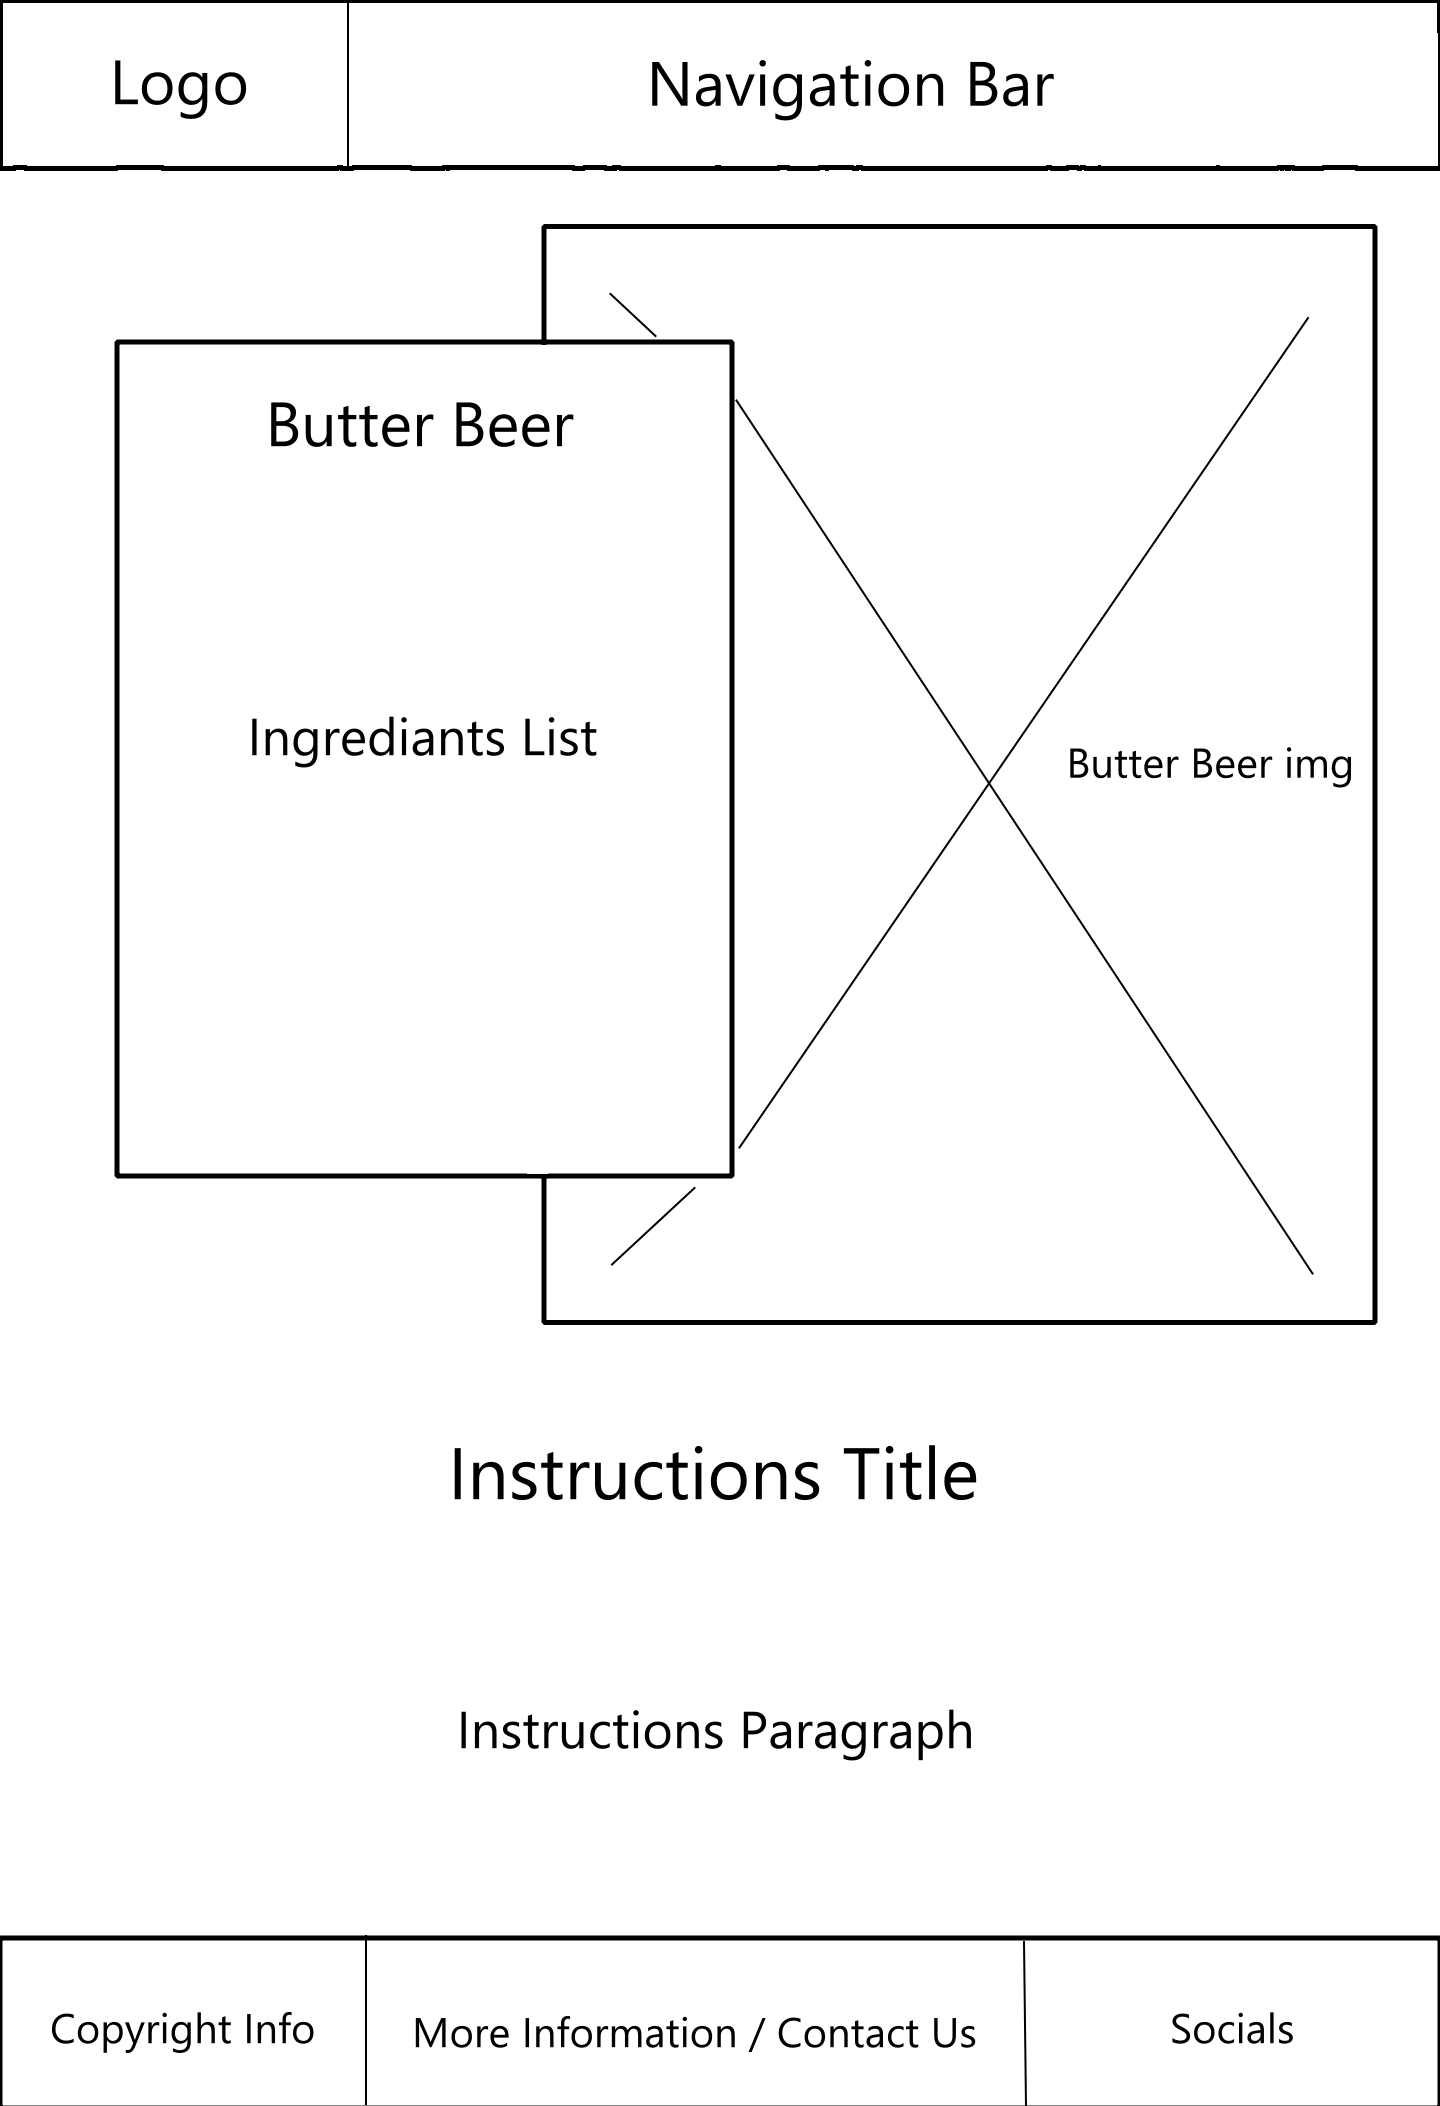 Logo
Navigation Bar
Butter Beer
Ingrediants List
Butter Beer img
Instructions Title
Instructions Paragraph
Copyright Info
More Information / Contact Us
Socials